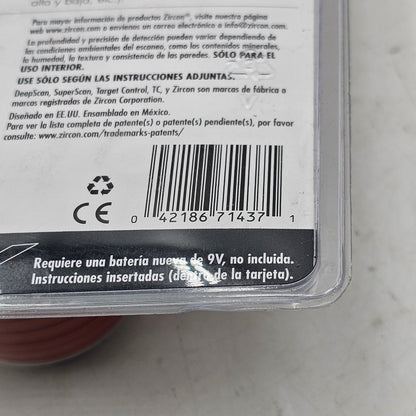 alta y baja, etc.).
Para mayor información de productos Zircon®, visite nuestra página
web www.zircon.com o envíenos un correo electrónico a info@zircon.com.
La profundidad y precisión de detección pueden variar dependiendo de
las condiciones ambientales del escaneo, como los contenidos minerales,
la humedad, la textura y consistencia de las paredes. SÓLO PARA EL
USO INTERIOR.
USE SÓLO SEGÚN LAS INSTRUCCIONES ADJUNTAS.
DeepScan, SuperScan, Target Control, TC, y Zircon son marcas de fábrica o
marcas registradas de Zircon Corporation.
Diseñado en EE.UU. Ensamblado en México.
Para ver la lista completa de patente(s) o patente(s) pendiente(s), por favor
consulte: www.zircon.com/trademarks-patents/
CE
0 42186 71437 1
Requiere una batería nueva de 9V, no incluida.
Instrucciones insertadas (dentro de la tarjeta).